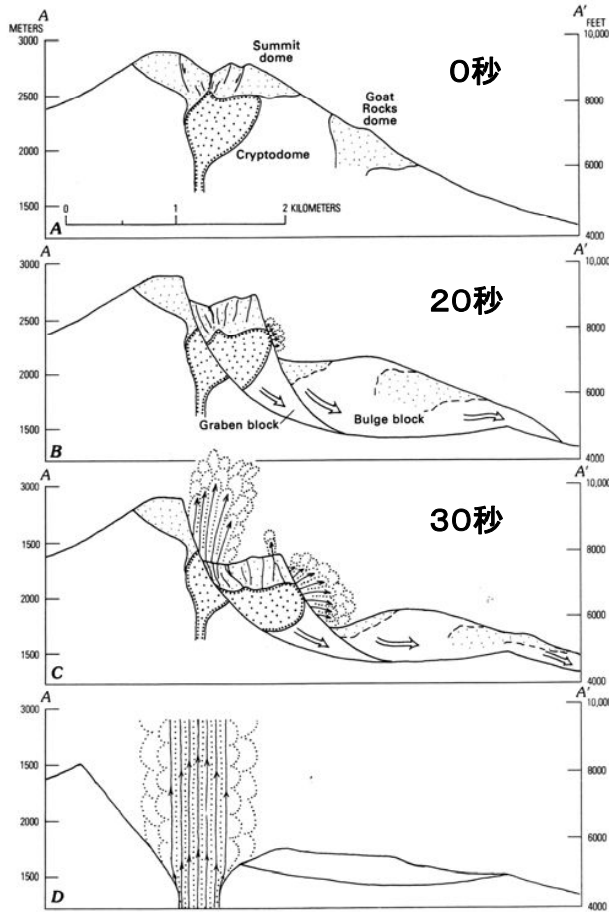 A
A'
METERS
FEET
3000
2500
2000
1500
10,000
8000
6000
4000
Summit
dome
0秒
Goat
Rocks
dome
Cryptodome
0
1
2 KILOMETERS
A
A
A'
3000
2500
2000
1500
10,000
8000
6000
4000
20秒
Graben block
Bulge block
B
A
A'
3000
2500
2000
1500
10,000
8000
6000
4000
30秒
C
A
A'
3000
2500
2000
1500
10,000
8000
6000
4000
D